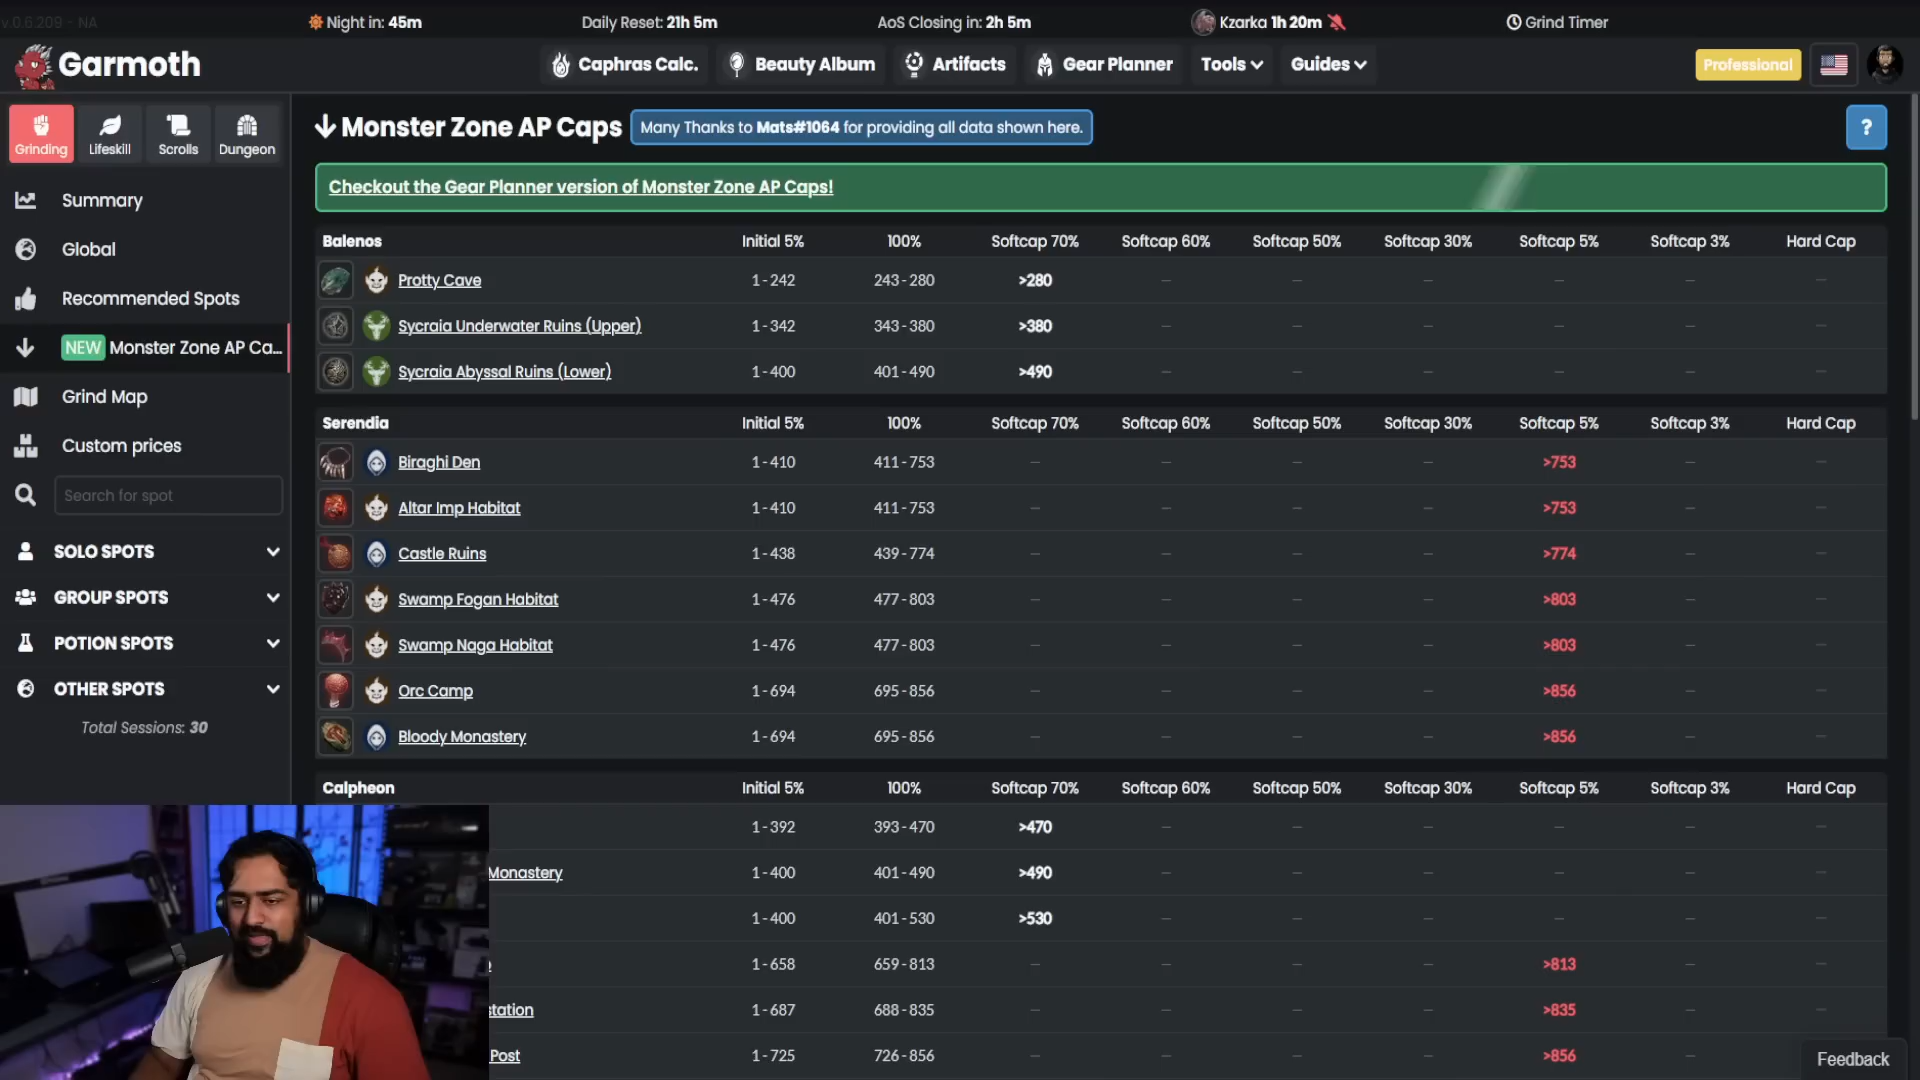 v.0.6.209 - NA
Night in: 45m
Daily Reset: 21h 5m
AoS Closing in: 2h 5m
Kzarka 1h 20m
Grind Timer
Garmoth
Caphras Calc.
Beauty Album
Artifacts
Gear Planner
Tools
Guides
Professional
Grinding
Lifeskill
Scrolls
Dungeon
Summary
Global
Recommended Spots
NEW Monster Zone AP Ca...
Grind Map
Custom prices
Search for spot
SOLO SPOTS
GROUP SPOTS
POTION SPOTS
OTHER SPOTS
Total Sessions: 30
Monster Zone AP Caps
Many Thanks to Mats#1064 for providing all data shown here.
?
Checkout the Gear Planner version of Monster Zone AP Caps!
Balenos Initial 5% 100% Softcap 70% Softcap 60% Softcap 50% Softcap 30% Softcap 5% Softcap 3% Hard Cap
Protty Cave 1 - 242 243 - 280 >280 — — — — — —
Sycraia Underwater Ruins (Upper) 1 - 342 343 - 380 >380 — — — — — —
Sycraia Abyssal Ruins (Lower) 1 - 400 401 - 490 >490 — — — — — —
Serendia Initial 5% 100% Softcap 70% Softcap 60% Softcap 50% Softcap 30% Softcap 5% Softcap 3% Hard Cap
Biraghi Den 1 - 410 411 - 753 — — — — >753 — —
Altar Imp Habitat 1 - 410 411 - 753 — — — — >753 — —
Castle Ruins 1 - 438 439 - 774 — — — — >774 — —
Swamp Fogan Habitat 1 - 476 477 - 803 — — — — >803 — —
Swamp Naga Habitat 1 - 476 477 - 803 — — — — >803 — —
Orc Camp 1 - 694 695 - 856 — — — — >856 — —
Bloody Monastery 1 - 694 695 - 856 — — — — >856 — —
Calpheon Initial 5% 100% Softcap 70% Softcap 60% Softcap 50% Softcap 30% Softcap 5% Softcap 3% Hard Cap
1 - 392 393 - 470 >470 — — — — — —
Monastery 1 - 400 401 - 490 >490 — — — — — —
1 - 400 401 - 530 >530 — — — — — —
1 - 658 659 - 813 — — — — >813 — —
station 1 - 687 688 - 835 — — — — >835 — —
Post 1 - 725 726 - 856 — — — — >856 — —
Feedback